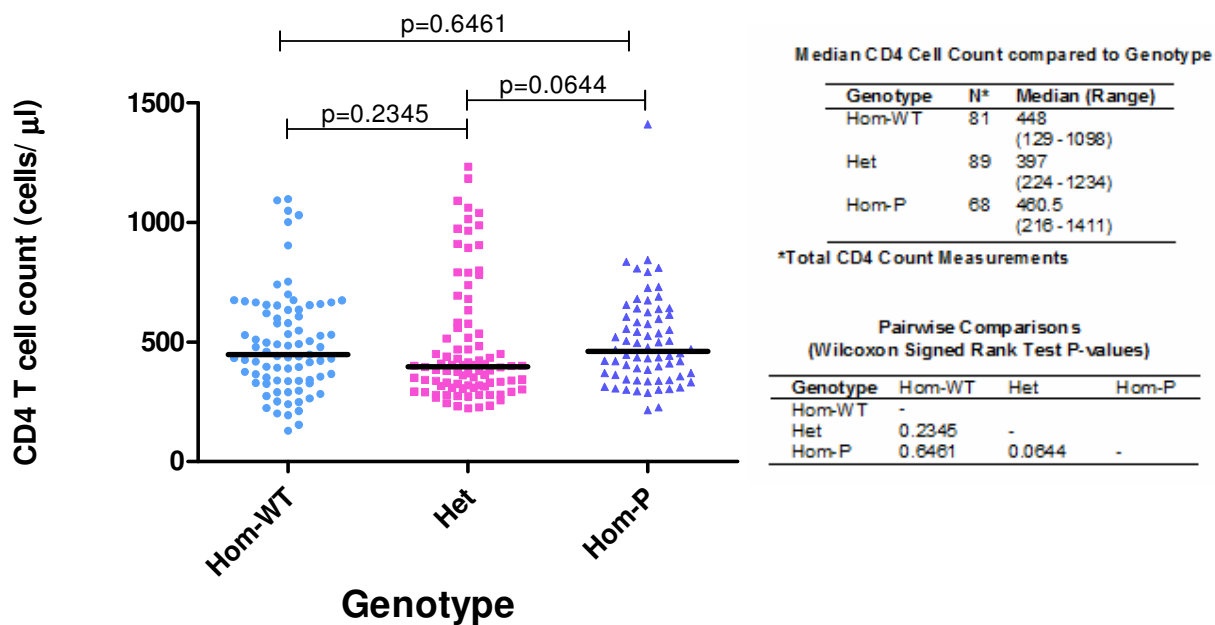 p=0.6461
p=0.0644
p=0.2345
CD4 T cell count (cells/ μl)
1500
1000
500
0
Hom-WT
Het
Hom-P
Genotype
Median CD4 Cell Count compared to Genotype
Genotype N* Median (Range)
Hom-WT 81 448
(129 - 1098)
Het 89 397
(224 - 1234)
Hom-P 68 460.5
(216 - 1411)
*Total CD4 Count Measurements
Pairwise Comparisons
(Wilcoxon Signed Rank Test P-values)
Genotype Hom-WT Het Hom-P
Hom-WT -
Het 0.2345 -
Hom-P 0.6461 0.0644 -